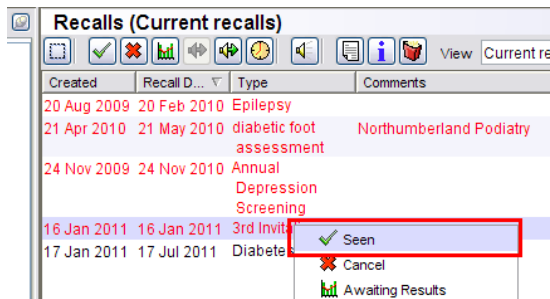 Recalls (Current recalls)
View Current re
Created Recall D... Type Comments
20 Aug 2009 20 Feb 2010 Epilepsy
21 Apr 2010 21 May 2010 diabetic foot Northumberland Podiatry
assessment
24 Nov 2009 24 Nov 2010 Annual
Depression
Screening
16 Jan 2011 16 Jan 2011 3rd Invita
Seen
17 Jan 2011 17 Jul 2011 Diabete
Cancel
Awaiting Results